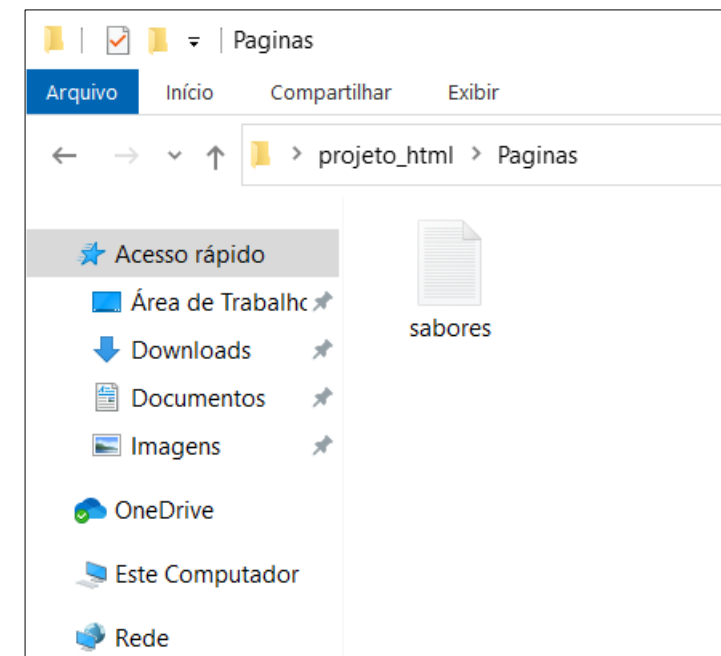 Paginas
Arquivo Início Compartilhar Exibir
projeto_html > Paginas
Acesso rápido
Área de Trabalhc
Downloads
Documentos
Imagens
OneDrive
Este Computador
Rede
sabores